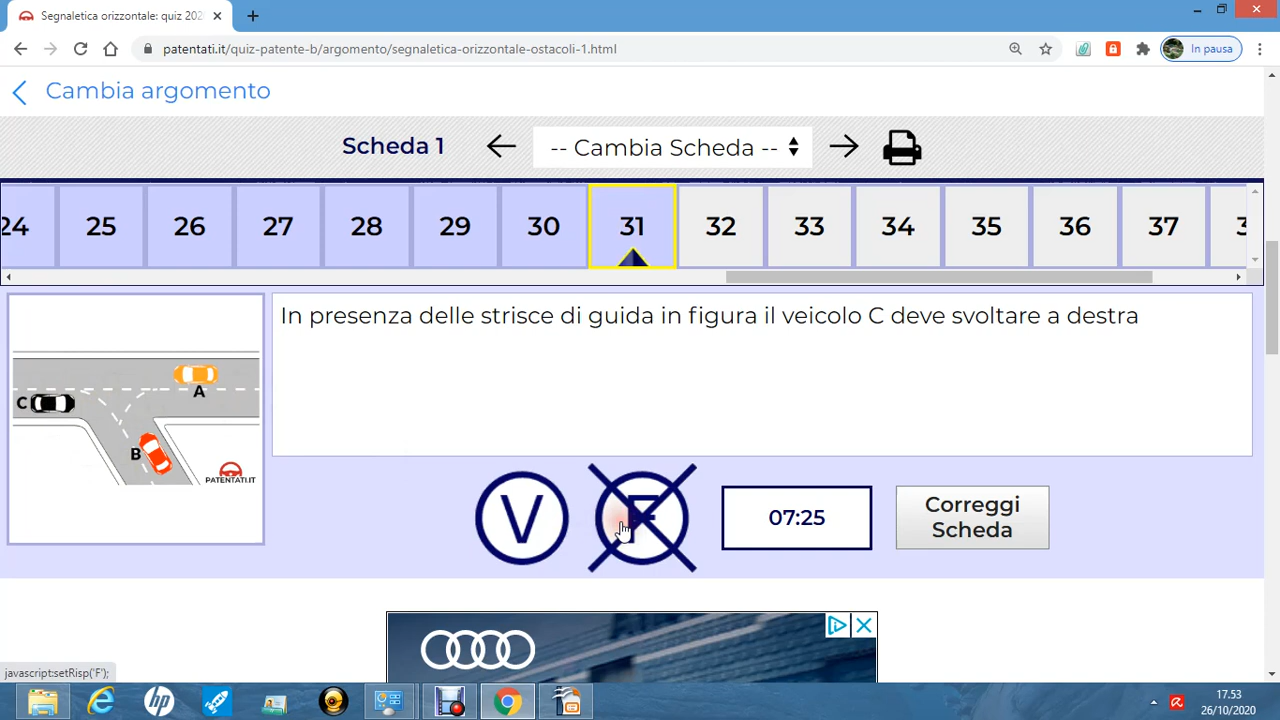 Segnaletica orizzontale: quiz 202
patentati.it/quiz-patente-b/argomento/segnaletica-orizzontale-ostacoli-1.html
In pausa
Cambia argomento
Scheda 1
-- Cambia Scheda --
24 25 26 27 28 29 30 31 32 33 34 35 36 37 3
In presenza delle strisce di guida in figura il veicolo C deve svoltare a destra
A
C
B
PATENTATI.IT
V
F
07:25
Correggi
Scheda
javascript:setRisp('F');
17.53
26/10/2020